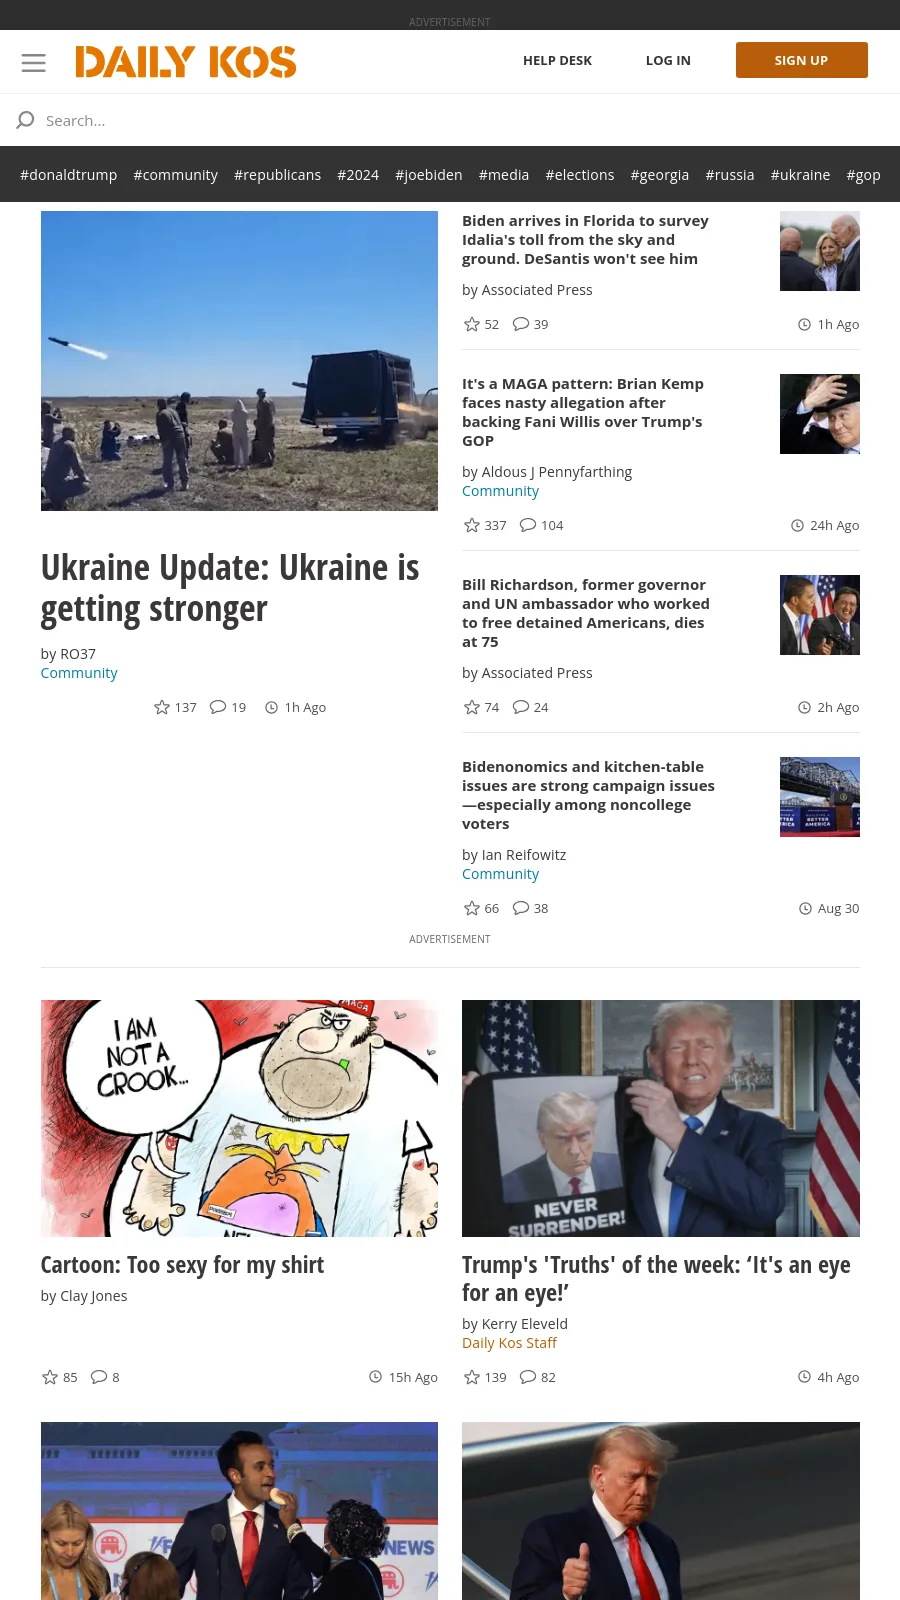 ADVERTISEMENT
DAILY KOS
HELP DESK
LOG IN
SIGN UP
Search...
#donaldtrump #community #republicans #2024 #joebiden #media #elections #georgia #russia #ukraine #gop
Ukraine Update: Ukraine is
getting stronger
by RO37
Community
137 19 1h Ago
Biden arrives in Florida to survey
Idalia's toll from the sky and
ground. DeSantis won't see him
by Associated Press
52 39 1h Ago
It's a MAGA pattern: Brian Kemp
faces nasty allegation after
backing Fani Willis over Trump's
GOP
by Aldous J Pennyfarthing
Community
337 104 24h Ago
Bill Richardson, former governor
and UN ambassador who worked
to free detained Americans, dies
at 75
by Associated Press
74 24 2h Ago
Bidenonomics and kitchen-table
issues are strong campaign issues
—especially among noncollege
voters
BETTER
AMERICA
by Ian Reifowitz
Community
66 38 Aug 30
ADVERTISEMENT
MAGA
I AM
NOT A
CROOK...
NEVER
SURRENDER!
Cartoon: Too sexy for my shirt
by Clay Jones
85 8 15h Ago
Trump's 'Truths' of the week: ‘It's an eye
for an eye!’
by Kerry Eleveld
Daily Kos Staff
139 82 4h Ago
NEWS